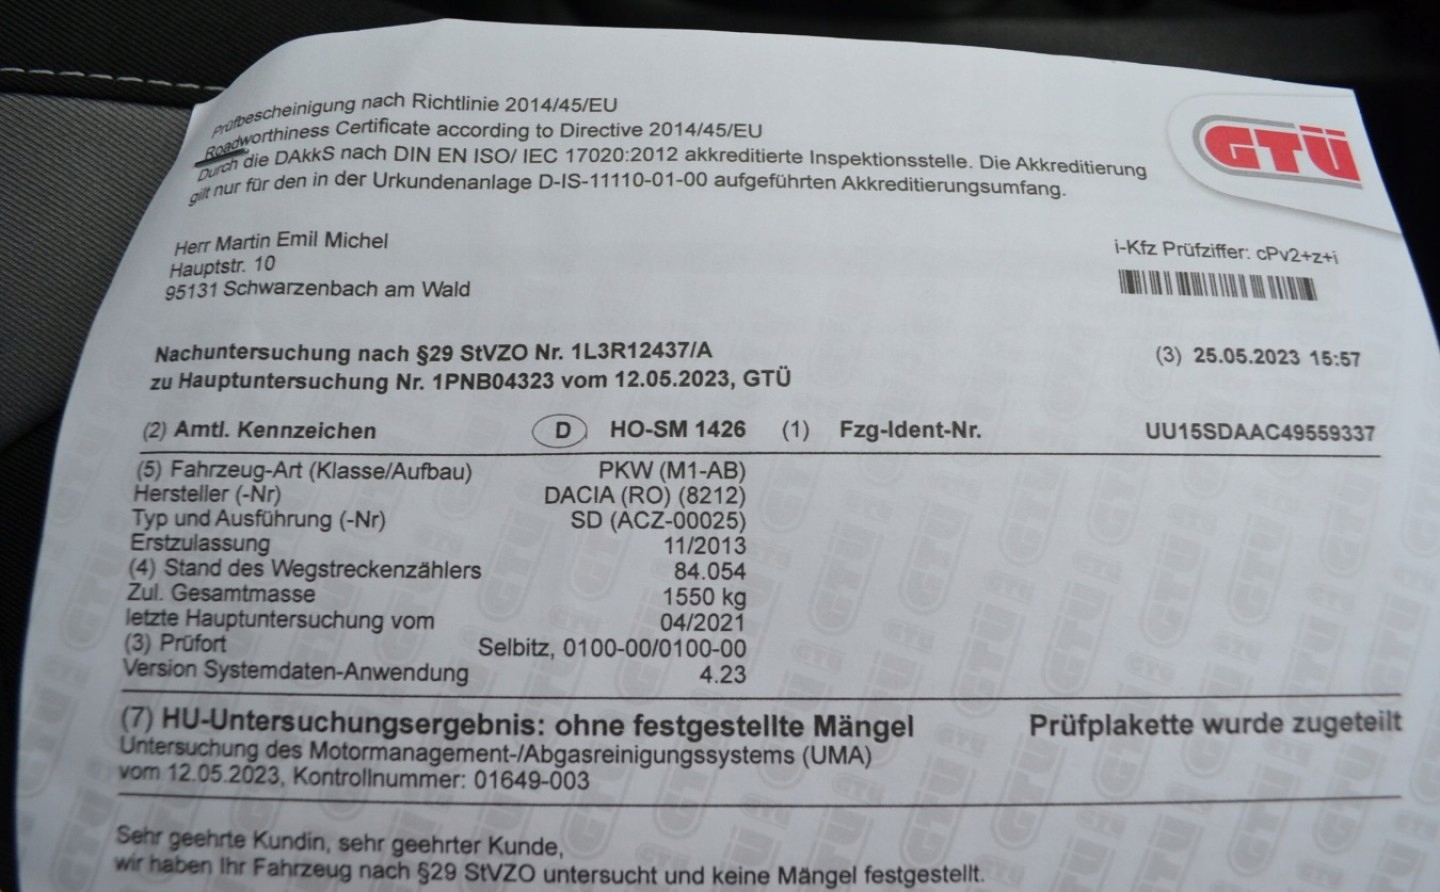 Prüfbescheinigung nach Richtlinie 2014/45/EU
Roadworthiness Certificate according to Directive 2014/45/EU
Durch die DAkkS nach DIN EN ISO/ IEC 17020:2012 akkreditierte Inspektionsstelle. Die Akkreditierung
gilt nur für den in der Urkundenanlage D-IS-11110-01-00 aufgeführten Akkreditierungsumfang.
GTÜ
Herr Martin Emil Michel
Hauptstr. 10
95131 Schwarzenbach am Wald
i-Kfz Prüfziffer: cPv2+z+i
Nachuntersuchung nach §29 StVZO Nr. 1L3R12437/A (3) 25.05.2023 15:57
zu Hauptuntersuchung Nr. 1PNB04323 vom 12.05.2023, GTÜ
(2) Amtl. Kennzeichen D HO-SM 1426 (1) Fzg-Ident-Nr. UU15SDAAC49559337
(5) Fahrzeug-Art (Klasse/Aufbau) PKW (M1-AB)
Hersteller (-Nr) DACIA (RO) (8212)
Typ und Ausführung (-Nr) SD (ACZ-00025)
Erstzulassung 11/2013
(4) Stand des Wegstreckenzählers 84.054
Zul. Gesamtmasse 1550 kg
letzte Hauptuntersuchung vom 04/2021
(3) Prüfort Selbitz, 0100-00/0100-00
Version Systemdaten-Anwendung 4.23
(7) HU-Untersuchungsergebnis: ohne festgestellte Mängel Prüfplakette wurde zugeteilt
Untersuchung des Motormanagement-/Abgasreinigungssystems (UMA)
vom 12.05.2023, Kontrollnummer: 01649-003
Sehr geehrte Kundin, sehr geehrter Kunde,
wir haben Ihr Fahrzeug nach §29 StVZO untersucht und keine Mängel festgestellt.